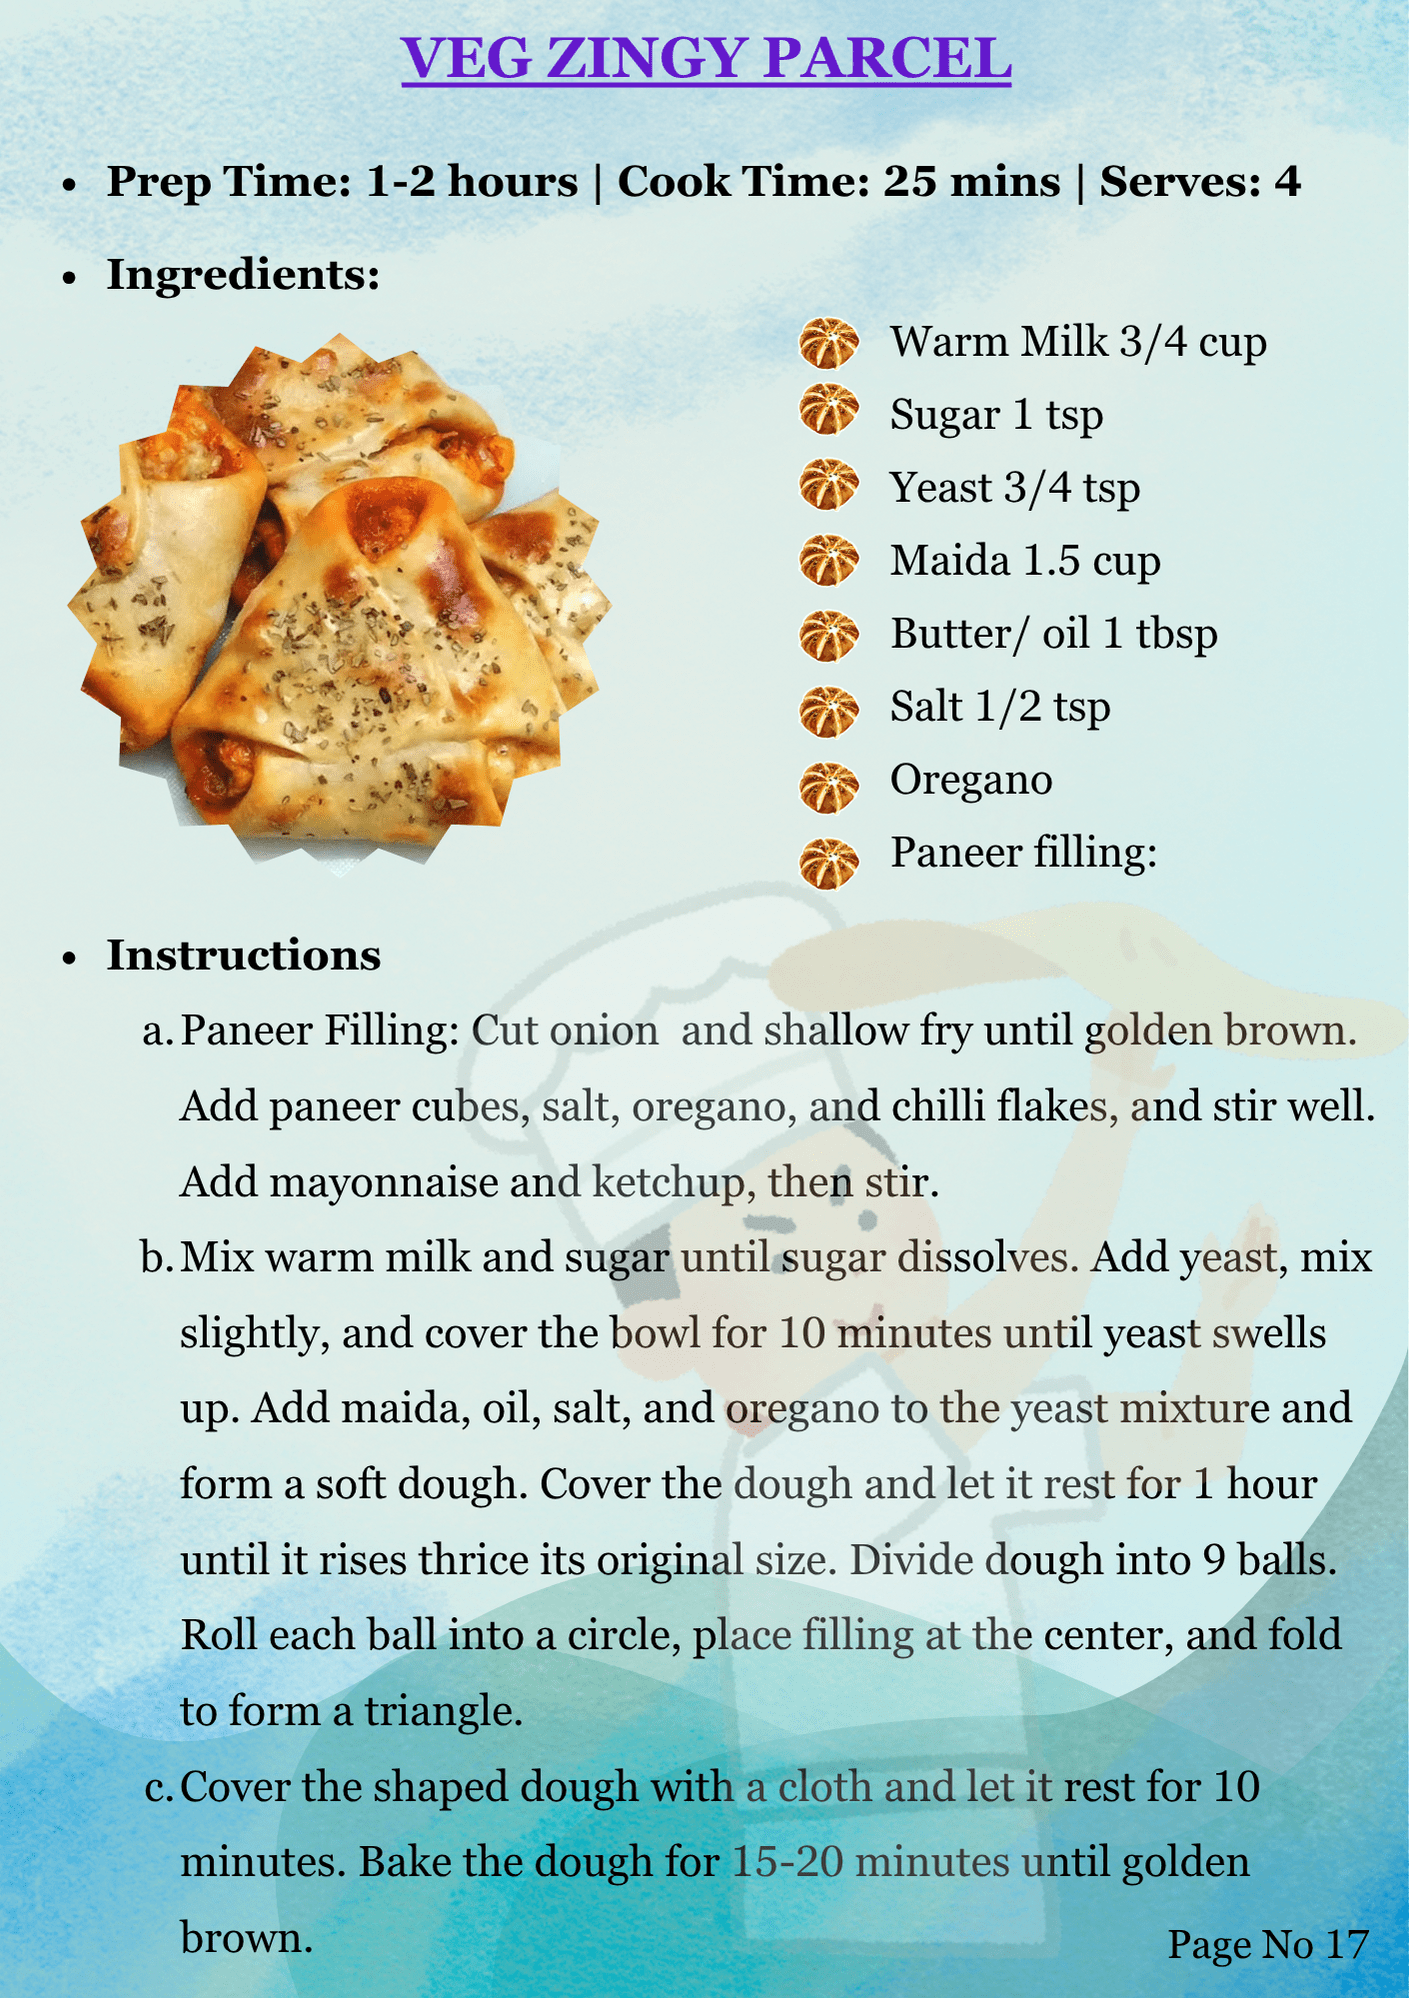 VEG ZINGY PARCEL
• Prep Time: 1-2 hours | Cook Time: 25 mins | Serves: 4
• Ingredients:
Warm Milk 3/4 cup
Sugar 1 tsp
Yeast 3/4 tsp
Maida 1.5 cup
Butter/ oil 1 tbsp
Salt 1/2 tsp
Oregano
Paneer filling:
• Instructions
a. Paneer Filling: Cut onion and shallow fry until golden brown.
Add paneer cubes, salt, oregano, and chilli flakes, and stir well.
Add mayonnaise and ketchup, then stir.
b. Mix warm milk and sugar until sugar dissolves. Add yeast, mix
slightly, and cover the bowl for 10 minutes until yeast swells
up. Add maida, oil, salt, and oregano to the yeast mixture and
form a soft dough. Cover the dough and let it rest for 1 hour
until it rises thrice its original size. Divide dough into 9 balls.
Roll each ball into a circle, place filling at the center, and fold
to form a triangle.
c. Cover the shaped dough with a cloth and let it rest for 10
minutes. Bake the dough for 15-20 minutes until golden
brown.
Page No 17